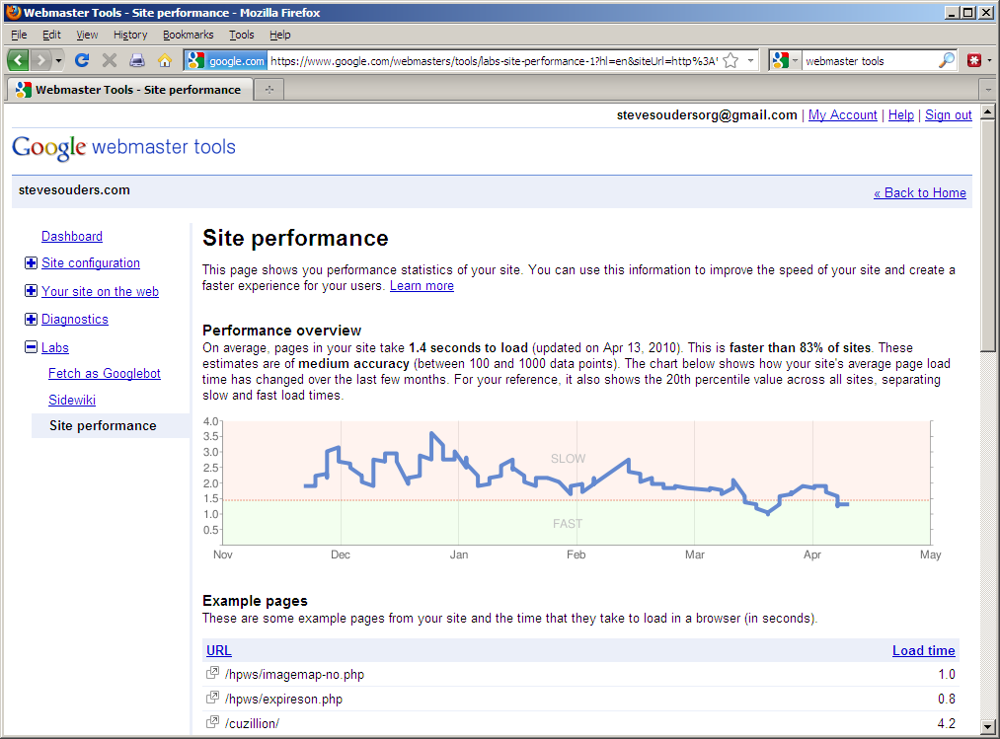 Webmaster Tools - Site performance - Mozilla Firefox
File Edit View History Bookmarks Tools Help
google.com https://www.google.com/webmasters/tools/labs-site-performance-1?hl=en&siteUrl=http%3A' webmaster tools
Webmaster Tools - Site performance
stevesoudersorg@gmail.com | My Account | Help | Sign out
Google webmaster tools
stevesouders.com
« Back to Home
Dashboard
Site configuration
Your site on the web
Diagnostics
Labs
Fetch as Googlebot
Sidewiki
Site performance
Site performance
This page shows you performance statistics of your site. You can use this information to improve the speed of your site and create a
faster experience for your users. Learn more
Performance overview
On average, pages in your site take 1.4 seconds to load (updated on Apr 13, 2010). This is faster than 83% of sites. These
estimates are of medium accuracy (between 100 and 1000 data points). The chart below shows how your site's average page load
time has changed over the last few months. For your reference, it also shows the 20th percentile value across all sites, separating
slow and fast load times.
4.0
3.5
3.0
2.5
2.0
1.5
1.0
0.5
SLOW
FAST
Nov Dec Jan Feb Mar Apr May
Example pages
These are some example pages from your site and the time that they take to load in a browser (in seconds).
URL Load time
/hpws/imagemap-no.php 1.0
/hpws/expireson.php 0.8
/cuzillion/ 4.2